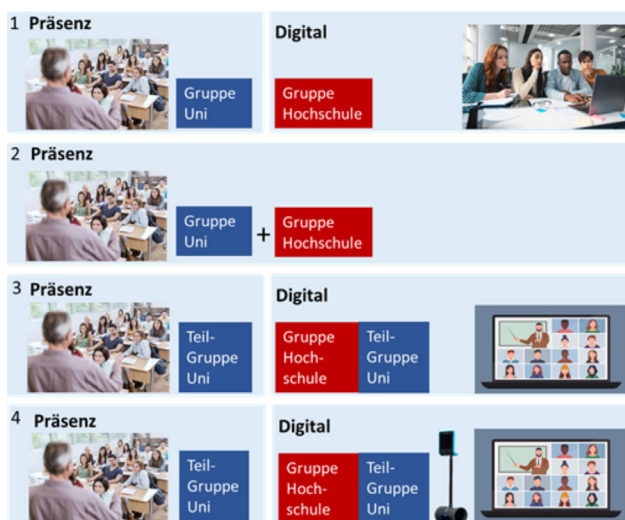 1 Präsenz
Digital
Gruppe
Uni
Gruppe
Hochschule
2 Präsenz
Gruppe
Uni
+
Gruppe
Hochschule
3 Präsenz
Digital
Teil-
Gruppe
Uni
Gruppe
Hoch-
schule
Teil-
Gruppe
Uni
4 Präsenz
Digital
Teil-
Gruppe
Uni
Gruppe
Hoch-
schule
Teil-
Gruppe
Uni